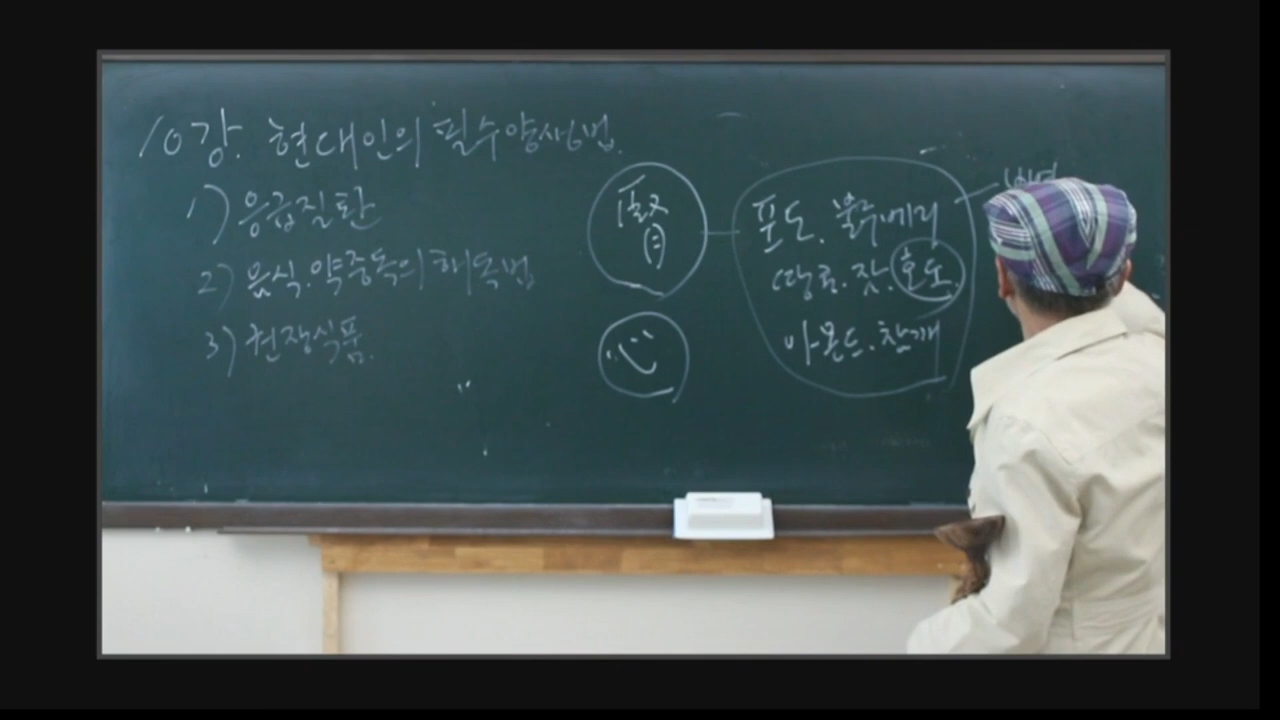 10강. 현대인의 필수양생법.
1) 응급질환
2) 음식.약중독의 해독법
3) 권장식품.
腎
心
포도. 블루베리
땅콩. 잣. 호도.
아몬드. 참깨